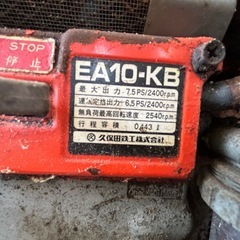 STOP
停止
EA10-KB
最大出力 7.5PS/2400rpm
連続定格出力 6.5PS/2400rpm
無負荷最高回転速度 2540rpm
行程容積 0.443ℓ
久保田鉄工株式会社